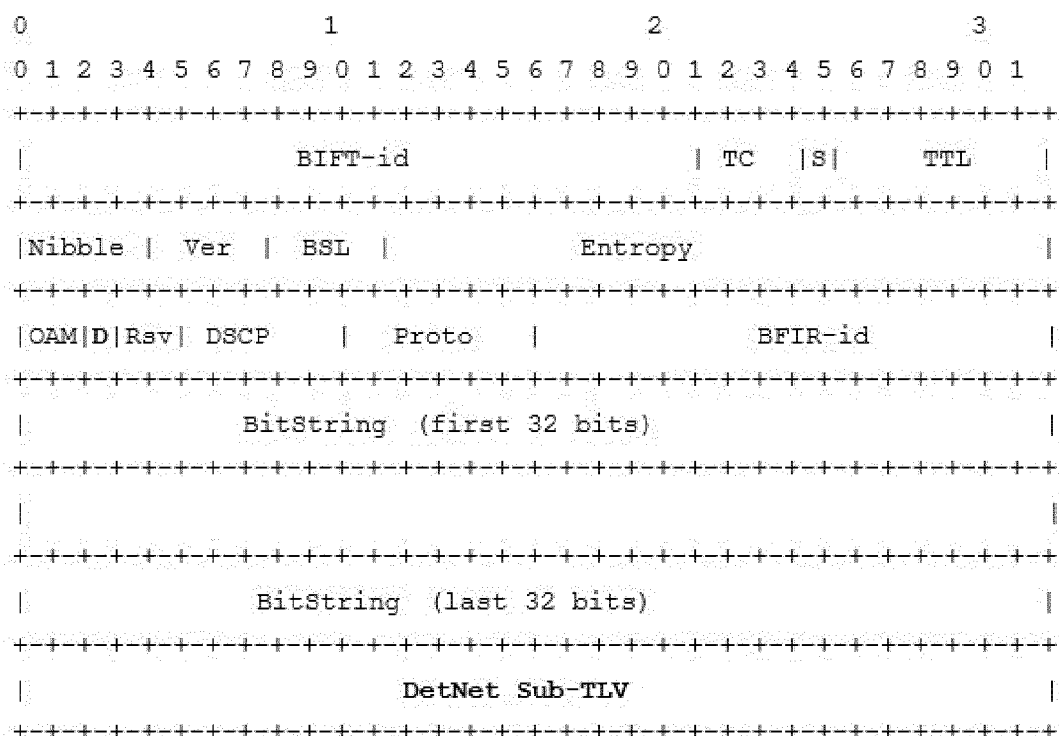 0                   1                   2                   3
0 1 2 3 4 5 6 7 8 9 0 1 2 3 4 5 6 7 8 9 0 1 2 3 4 5 6 7 8 9 0 1
+-+-+-+-+-+-+-+-+-+-+-+-+-+-+-+-+-+-+-+-+-+-+-+-+-+-+-+-+-+-+-+-+
|                 BIFT-id                 | TC  |S|     TTL     |
+-+-+-+-+-+-+-+-+-+-+-+-+-+-+-+-+-+-+-+-+-+-+-+-+-+-+-+-+-+-+-+-+
|Nibble |  Ver  |  BSL  |            Entropy                      |
+-+-+-+-+-+-+-+-+-+-+-+-+-+-+-+-+-+-+-+-+-+-+-+-+-+-+-+-+-+-+-+-+
|OAM|D|Rsv| DSCP    |   Proto   |             BFIR-id           |
+-+-+-+-+-+-+-+-+-+-+-+-+-+-+-+-+-+-+-+-+-+-+-+-+-+-+-+-+-+-+-+-+
|             BitString  (first 32 bits)                        |
+-+-+-+-+-+-+-+-+-+-+-+-+-+-+-+-+-+-+-+-+-+-+-+-+-+-+-+-+-+-+-+-+
|                                                               |
+-+-+-+-+-+-+-+-+-+-+-+-+-+-+-+-+-+-+-+-+-+-+-+-+-+-+-+-+-+-+-+-+
|              BitString  (last 32 bits)                        |
+-+-+-+-+-+-+-+-+-+-+-+-+-+-+-+-+-+-+-+-+-+-+-+-+-+-+-+-+-+-+-+-+
|                       DetNet Sub-TLV                          |
+-+-+-+-+-+-+-+-+-+-+-+-+-+-+-+-+-+-+-+-+-+-+-+-+-+-+-+-+-+-+-+-+